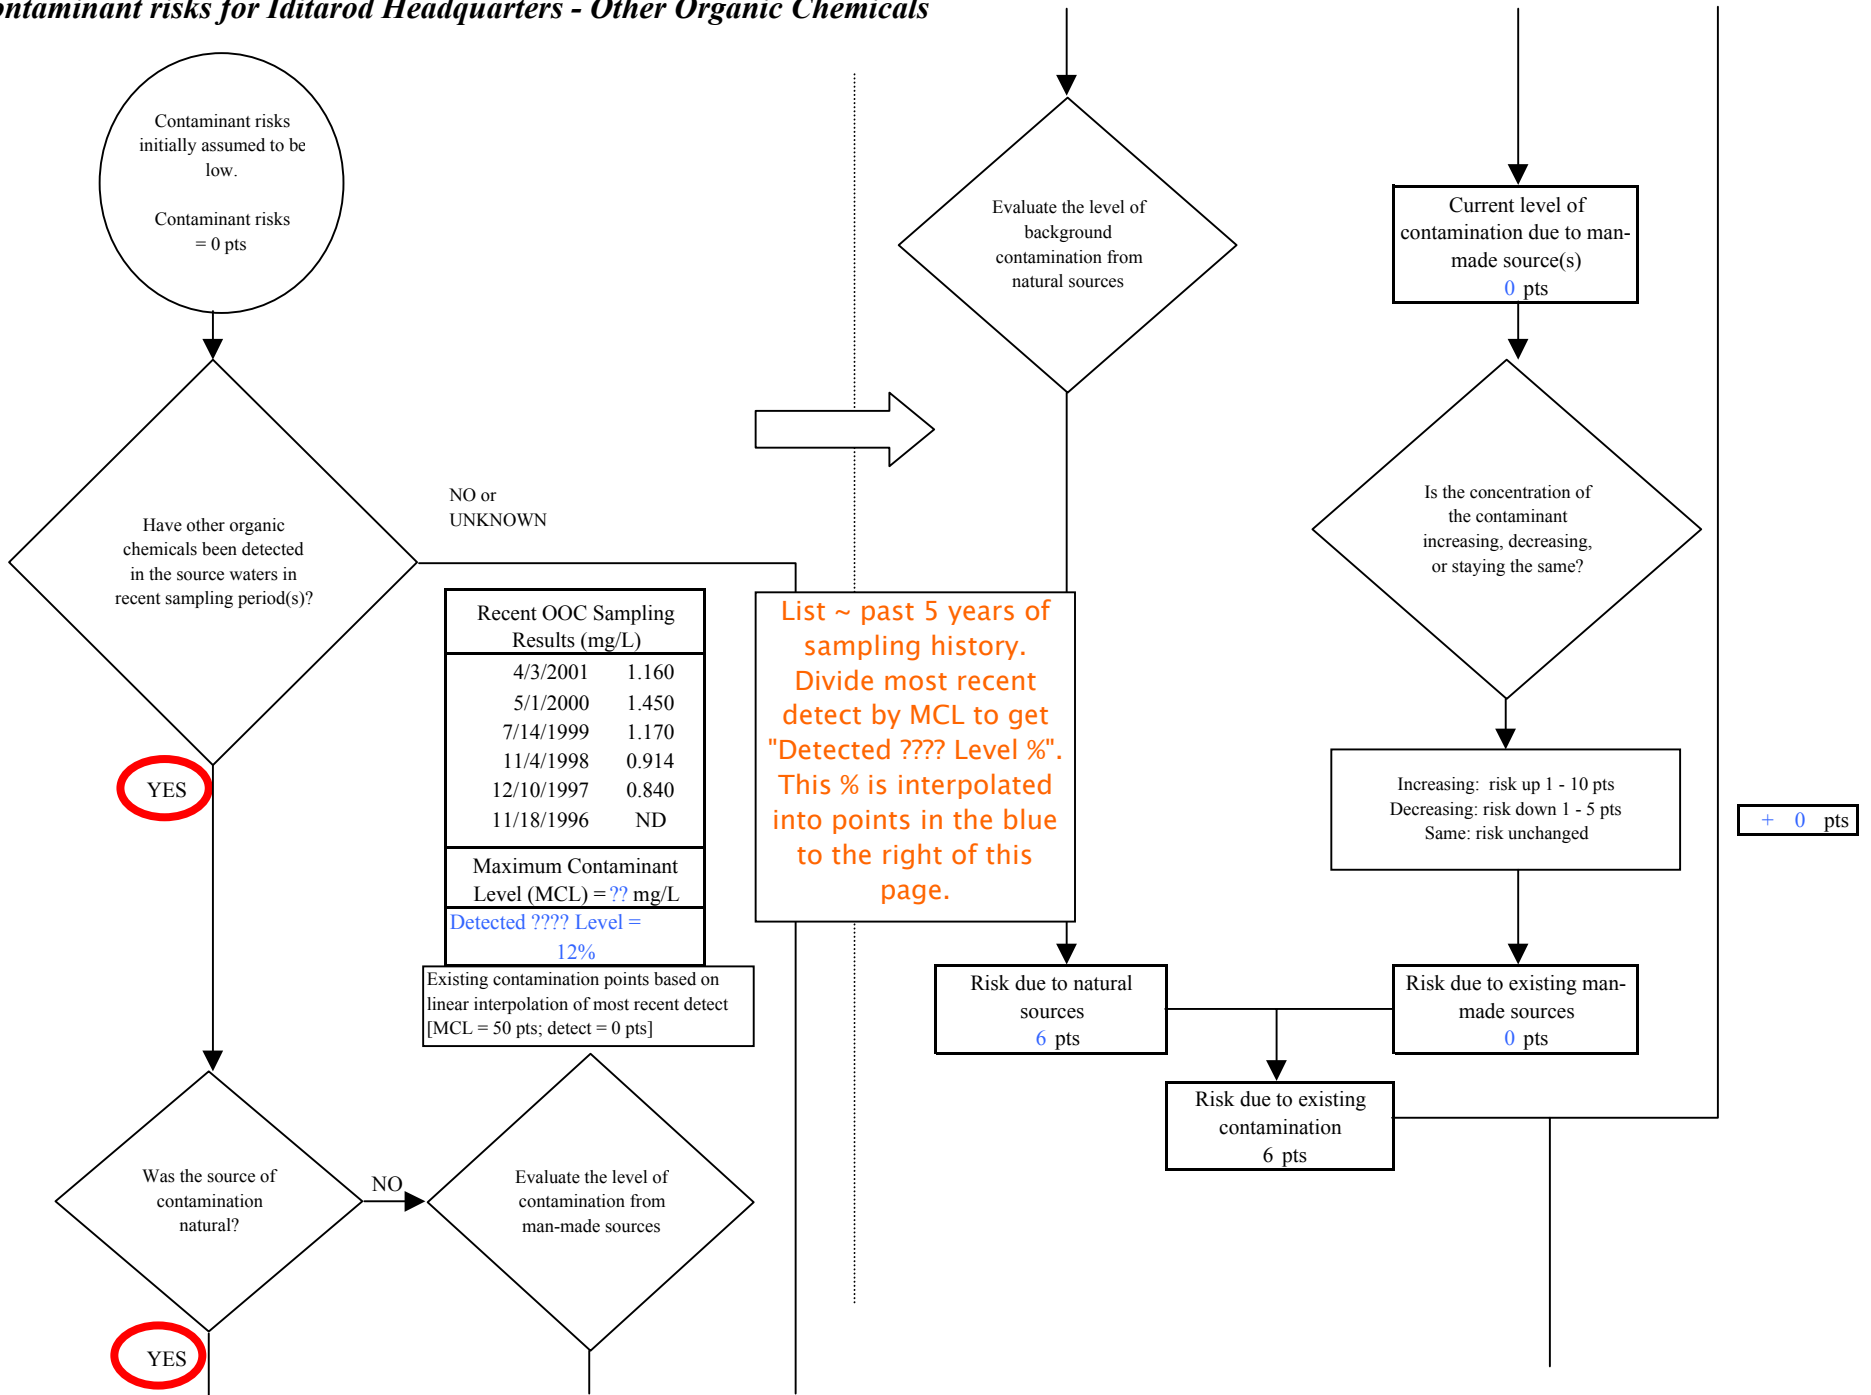 ontaminant risks for Iditarod Headquarters - Other Organic Chemicals
Contaminant risks
initially assumed to be
low.
Contaminant risks
= 0 pts
Have other organic
chemicals been detected
in the source waters in
recent sampling period(s)?
NO or
UNKNOWN
YES
Recent OOC Sampling
Results (mg/L)
4/3/2001 1.160
5/1/2000 1.450
7/14/1999 1.170
11/4/1998 0.914
12/10/1997 0.840
11/18/1996 ND
Maximum Contaminant
Level (MCL) = ?? mg/L
Detected ???? Level =
12%
Existing contamination points based on
linear interpolation of most recent detect
[MCL = 50 pts; detect = 0 pts]
Was the source of
contamination
natural?
NO
Evaluate the level of
contamination from
man-made sources
YES
List ~ past 5 years of
sampling history.
Divide most recent
detect by MCL to get
"Detected ???? Level %".
This % is interpolated
into points in the blue
to the right of this
page.
Evaluate the level of
background
contamination from
natural sources
Risk due to natural
sources
6 pts
Current level of
contamination due to man-
made source(s)
0 pts
Is the concentration of
the contaminant
increasing, decreasing,
or staying the same?
Increasing: risk up 1 - 10 pts
Decreasing: risk down 1 - 5 pts
Same: risk unchanged
Risk due to existing man-
made sources
0 pts
Risk due to existing
contamination
6 pts
+ 0 pts